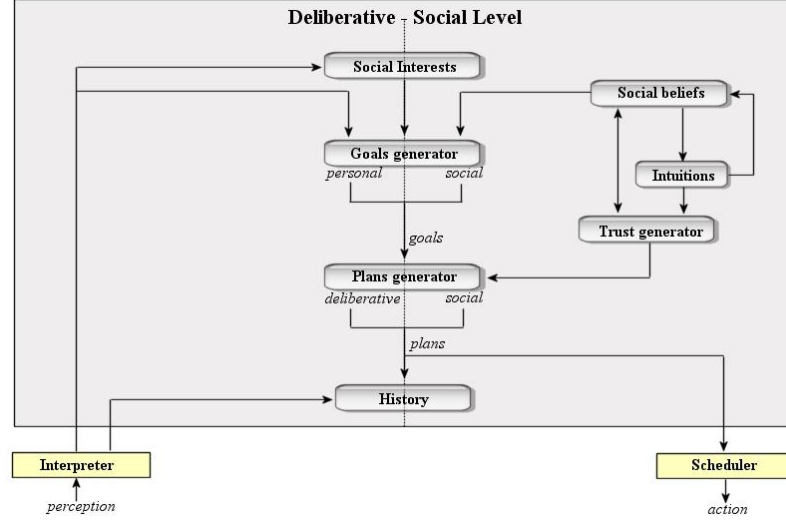 Deliberative - Social Level
Social Interests
Social beliefs
Goals generator
personal social
Intuitions
Trust generator
goals
Plans generator
deliberative social
plans
History
Interpreter
Scheduler
perception
action